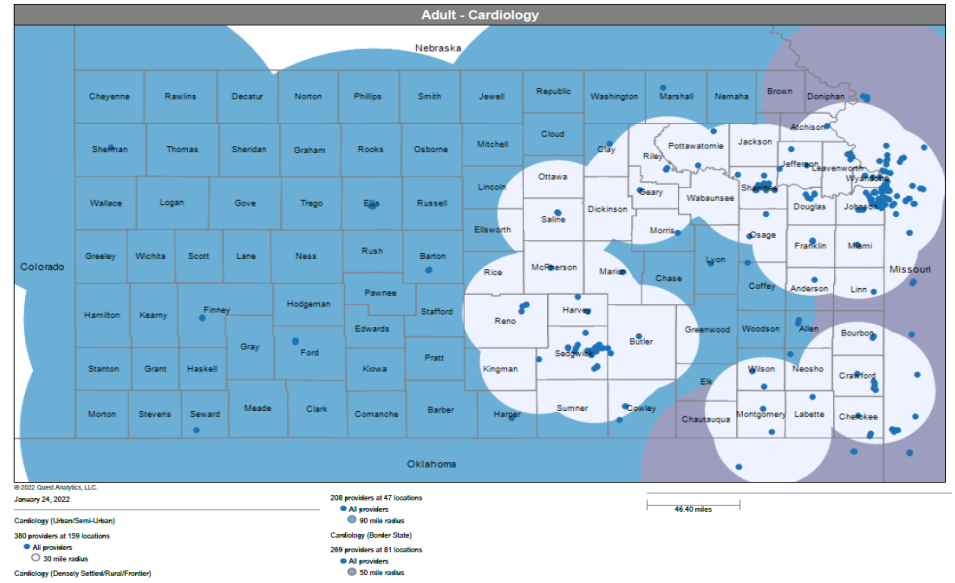 Adult - Cardiology
Nebraska
Cheyenne Rawlins Decatur Norton Phillips Smith Jewell Republic Washington Marshall Nemaha Brown Doniphan
Atchison
Cloud
Sherman Thomas Sheridan Graham Rooks Osborne Mitchell Clay Riley Pottawatomie Jackson
Jefferson Leavenworth
Ottawa Wyandotte
Lincoln Geary Shawnee
Wallace Logan Gove Trego Ellis Russell Dickinson Wabaunsee Douglas Johnson
Saline
Ellsworth Morris Osage
Greeley Wichita Scott Lane Ness Rush Barton Franklin Miami
Colorado Rice McPherson Marion Lyon Missouri
Chase Coffey Anderson Linn
Hamilton Kearny Finney Hodgeman Pawnee Stafford Reno Harvey
Edwards Greenwood Woodson Allen Bourbon
Gray Ford Butler
Stanton Grant Haskell Kiowa Pratt Kingman Sedgwick Elk Wilson Neosho Crawford
Morton Stevens Seward Meade Clark Comanche Barber Harper Sumner Cowley Chautauqua Montgomery Labette Cherokee
Oklahoma
© 2022 Quest Analytics, LLC.
January 24, 2022
Cardiology (Urban/Semi-Urban)
380 providers at 159 locations
All providers
30 mile radius
Cardiology (Densely Settled/Rural/Frontier)
208 providers at 47 locations
All providers
90 mile radius
Cardiology (Border State)
269 providers at 81 locations
All providers
50 mile radius
46.40 miles